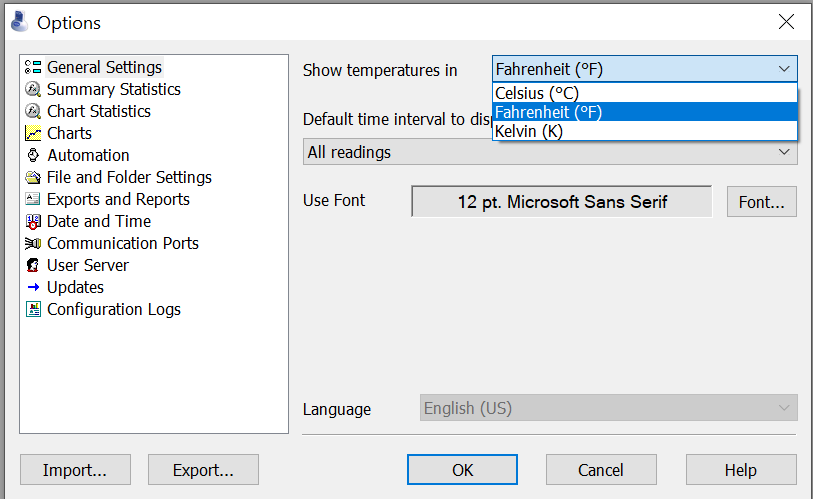 Options
General Settings
Summary Statistics
Chart Statistics
Charts
Automation
File and Folder Settings
Exports and Reports
Date and Time
Communication Ports
User Server
Updates
Configuration Logs
Show temperatures in
Fahrenheit (°F)
Celsius (°C)
Fahrenheit (°F)
Kelvin (K)
Default time interval to
All readings
Use Font
12 pt. Microsoft Sans Serif
Font...
Language
English (US)
Import...
Export...
OK
Cancel
Help